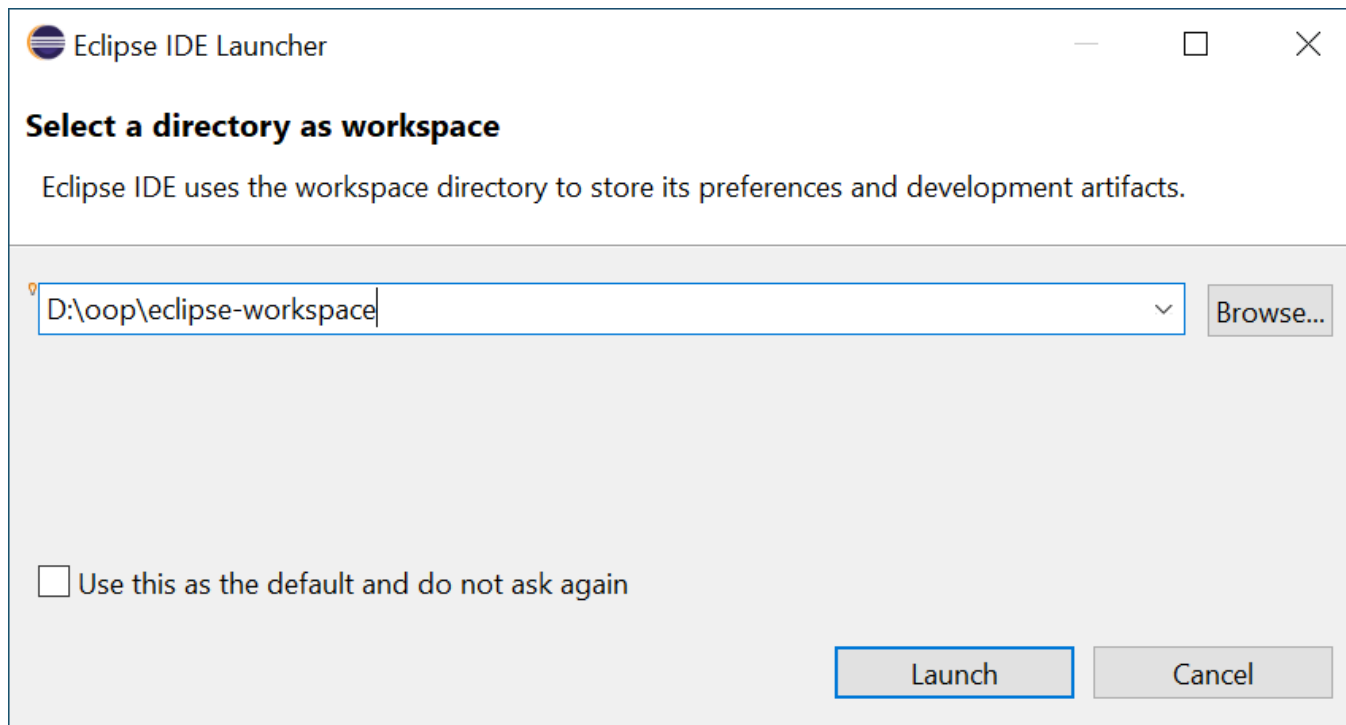 Eclipse IDE Launcher
Select a directory as workspace
Eclipse IDE uses the workspace directory to store its preferences and development artifacts.
D:\oop\eclipse-workspace
Browse...
Use this as the default and do not ask again
Launch
Cancel